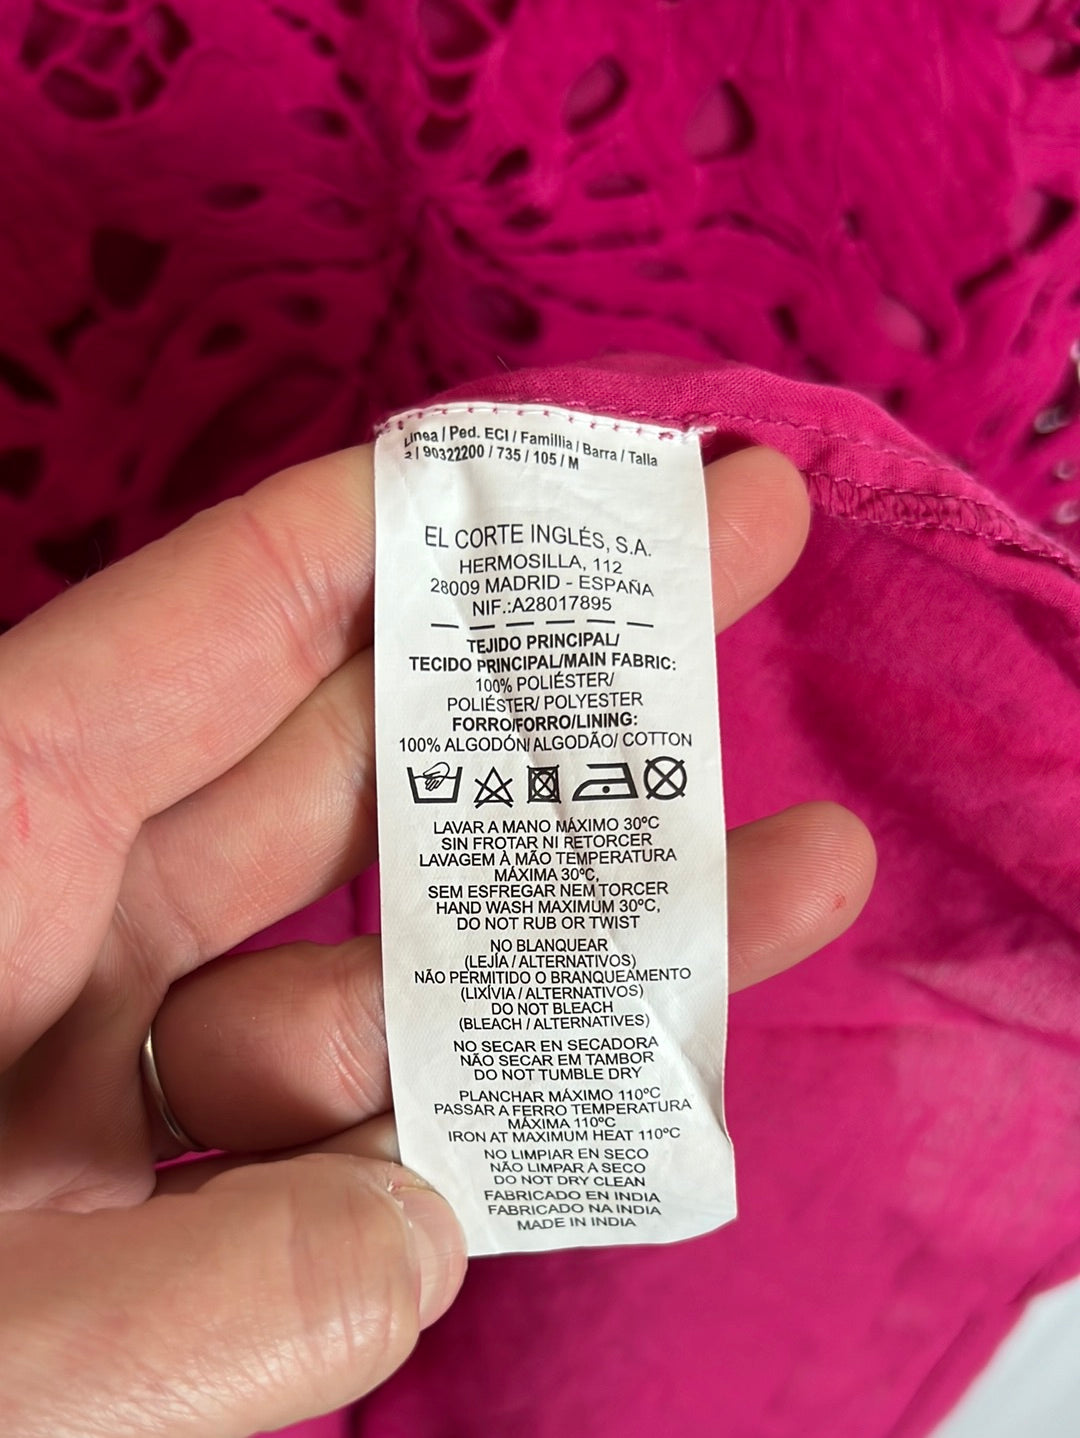 Linea / Ped. ECI / Famillia / Barra / Talla
2 / 90322200 / 735 / 105 / M
EL CORTE INGLÉS, S.A.
HERMOSILLA, 112
28009 MADRID - ESPAÑA
NIF.:A28017895
TEJIDO PRINCIPAL/
TECIDO PRINCIPAL/MAIN FABRIC:
100% POLIÉSTER/
POLIÉSTER/ POLYESTER
FORRO/FORRO/LINING:
100% ALGODÓN/ ALGODÃO/ COTTON
LAVAR A MANO MÁXIMO 30ºC
SIN FROTAR NI RETORCER
LAVAGEM À MÃO TEMPERATURA
MÁXIMA 30ºC,
SEM ESFREGAR NEM TORCER
HAND WASH MAXIMUM 30ºC,
DO NOT RUB OR TWIST
NO BLANQUEAR
(LEJÍA / ALTERNATIVOS)
NÃO PERMITIDO O BRANQUEAMENTO
(LIXÍVIA / ALTERNATIVOS)
DO NOT BLEACH
(BLEACH / ALTERNATIVES)
NO SECAR EN SECADORA
NÃO SECAR EM TAMBOR
DO NOT TUMBLE DRY
PLANCHAR MÁXIMO 110ºC
PASSAR A FERRO TEMPERATURA
MÁXIMA 110ºC
IRON AT MAXIMUM HEAT 110ºC
NO LIMPIAR EN SECO
NÃO LIMPAR A SECO
DO NOT DRY CLEAN
FABRICADO EN INDIA
FABRICADO NA INDIA
MADE IN INDIA